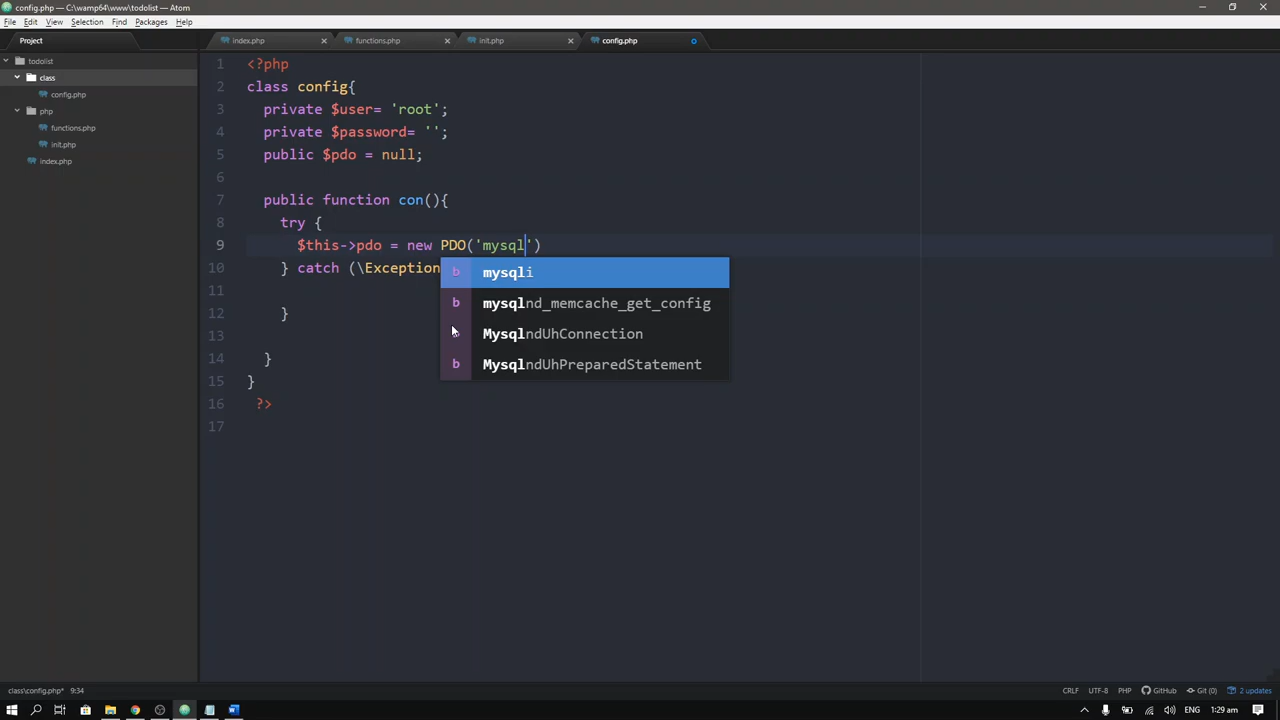 config.php — C:\wamp64\www\todolist — Atom
File Edit View Selection Find Packages Help
Project
index.php functions.php init.php config.php
todolist
class
config.php
php
functions.php
init.php
index.php
1 <?php
2 class config{
3 private $user= 'root';
4 private $password= '';
5 public $pdo = null;
6
7 public function con(){
8 try {
9 $this->pdo = new PDO('mysql')
10 } catch (\Exception
11
12 }
13
14 }
15 }
16 ?>
17
b mysqli
b mysqlnd_memcache_get_config
b MysqlndUhConnection
b MysqlndUhPreparedStatement
class\config.php* 9:34 CRLF UTF-8 PHP GitHub Git (0) 2 updates
1:29 am